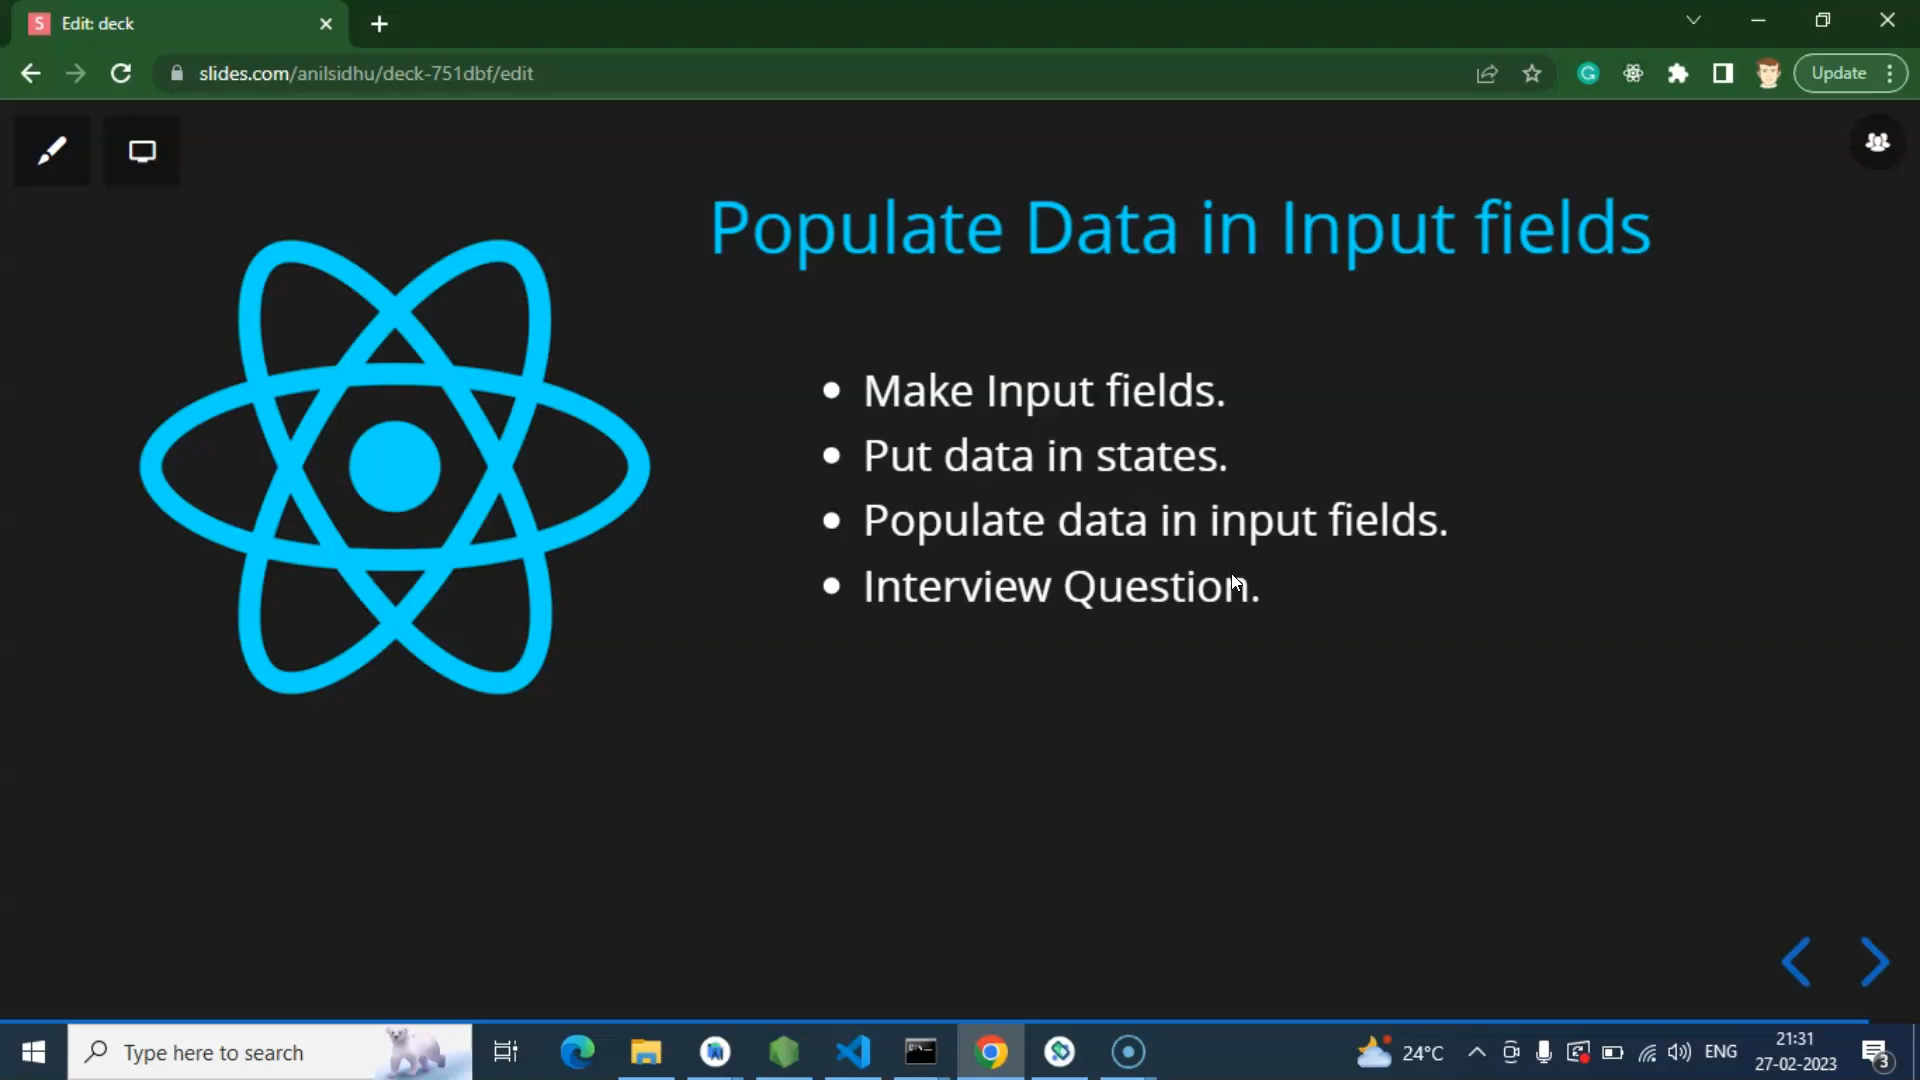 S Edit: deck
slides.com/anilsidhu/deck-751dbf/edit
Update
Populate Data in Input fields
Make Input fields.
Put data in states.
Populate data in input fields.
Interview Question.
Type here to search
24°C
ENG
21:31
27-02-2023
3